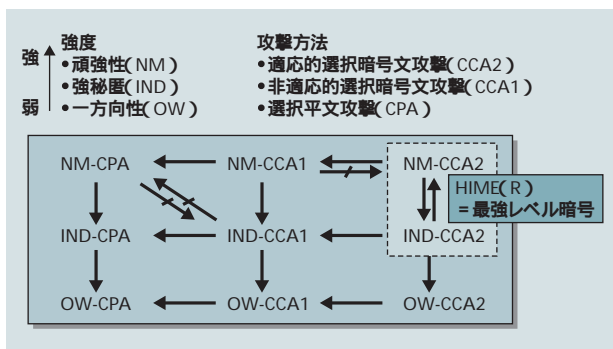 強度
強
•頑強性(NM)
•強秘匿(IND)
弱
•一方向性(OW)
攻撃方法
•適応的選択暗号文攻撃(CCA2)
•非適応的選択暗号文攻撃(CCA1)
•選択平文攻撃(CPA)
NM-CPA NM-CCA1 NM-CCA2
HIME(R)
=最強レベル暗号
IND-CPA IND-CCA1 IND-CCA2
OW-CPA OW-CCA1 OW-CCA2